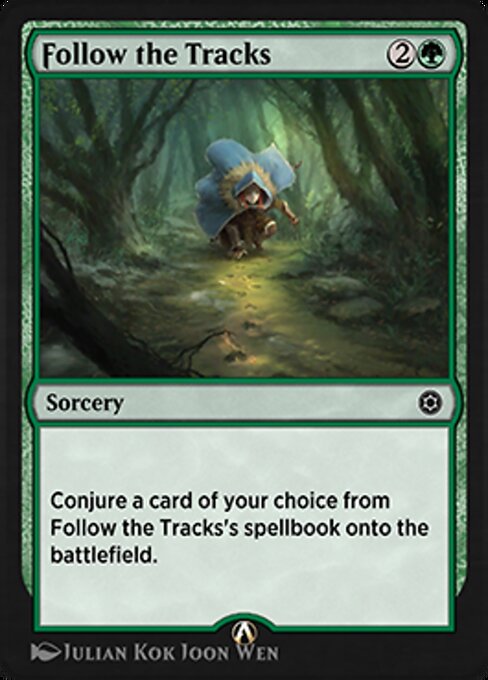 Follow the Tracks 2
Sorcery
Conjure a card of your choice from
Follow the Tracks's spellbook onto the
battlefield.
Julian Kok Joon Wen